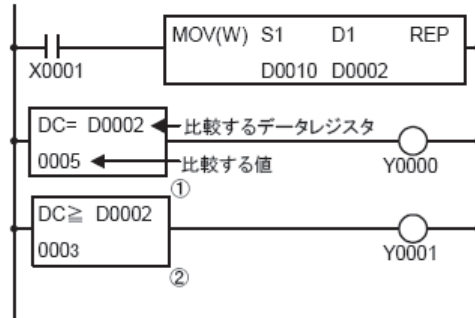 MOV(W) S1 D1 REP
D0010 D0002
X0001
DC= D0002 比較するデータレジスタ
0005 比較する値
Y0000
①
DC≧ D0002
0003
Y0001
②